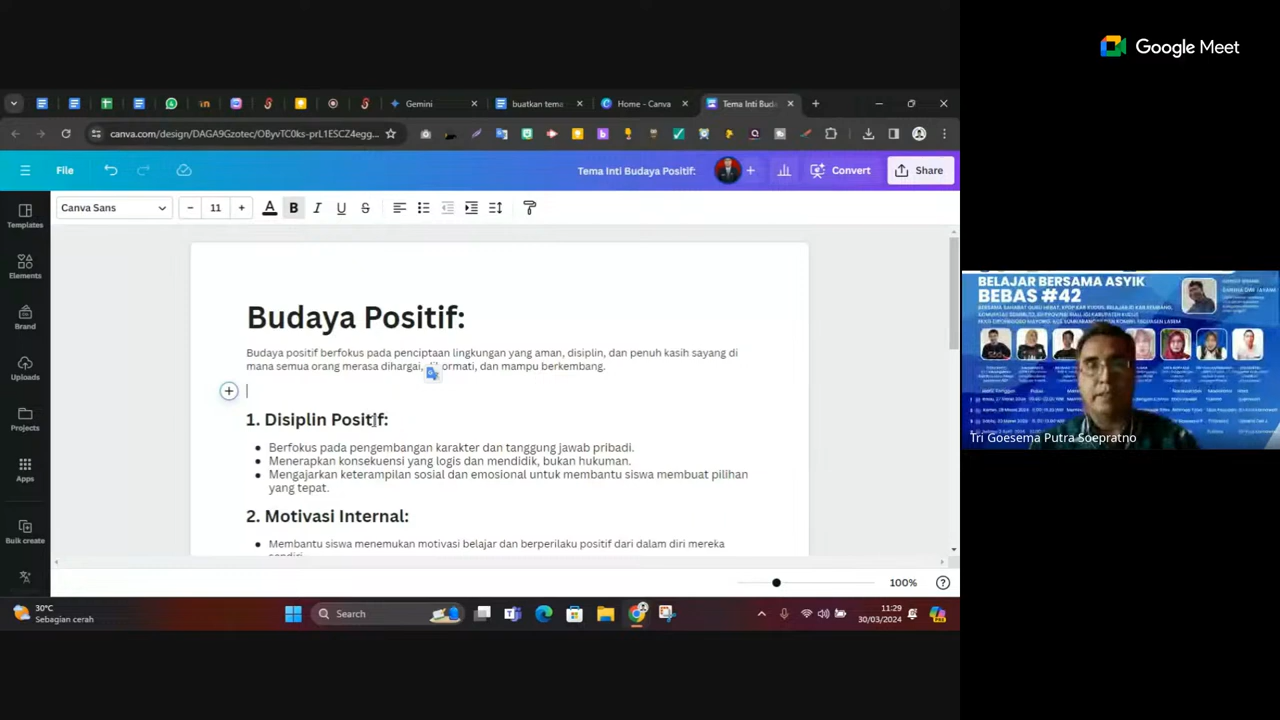 Google Meet
Gemini
buatkan tema
Home - Canva
Tema Inti Buda
canva.com/design/DAGA9Gzotec/OByvTC0ks-prL1ESCZ4egg...
File
Tema Inti Budaya Positif:
Convert
Share
Canva Sans
11
B
Templates
Elements
Brand
Uploads
Projects
Apps
Bulk create
Budaya Positif:
Budaya positif berfokus pada penciptaan lingkungan yang aman, disiplin, dan penuh kasih sayang di
mana semua orang merasa dihargai, ormati, dan mampu berkembang.
1. Disiplin Positif:
Berfokus pada pengembangan karakter dan tanggung jawab pribadi.
Menerapkan konsekuensi yang logis dan mendidik, bukan hukuman.
Mengajarkan keterampilan sosial dan emosional untuk membantu siswa membuat pilihan
yang tepat.
2. Motivasi Internal:
Membantu siswa menemukan motivasi belajar dan berperilaku positif dari dalam diri mereka
sendiri
100%
BELAJAR BERSAMA ASYIK
BEBAS #42
Tri Goesema Putra Soepratno
30°C
Sebagian cerah
Search
11:29
30/03/2024